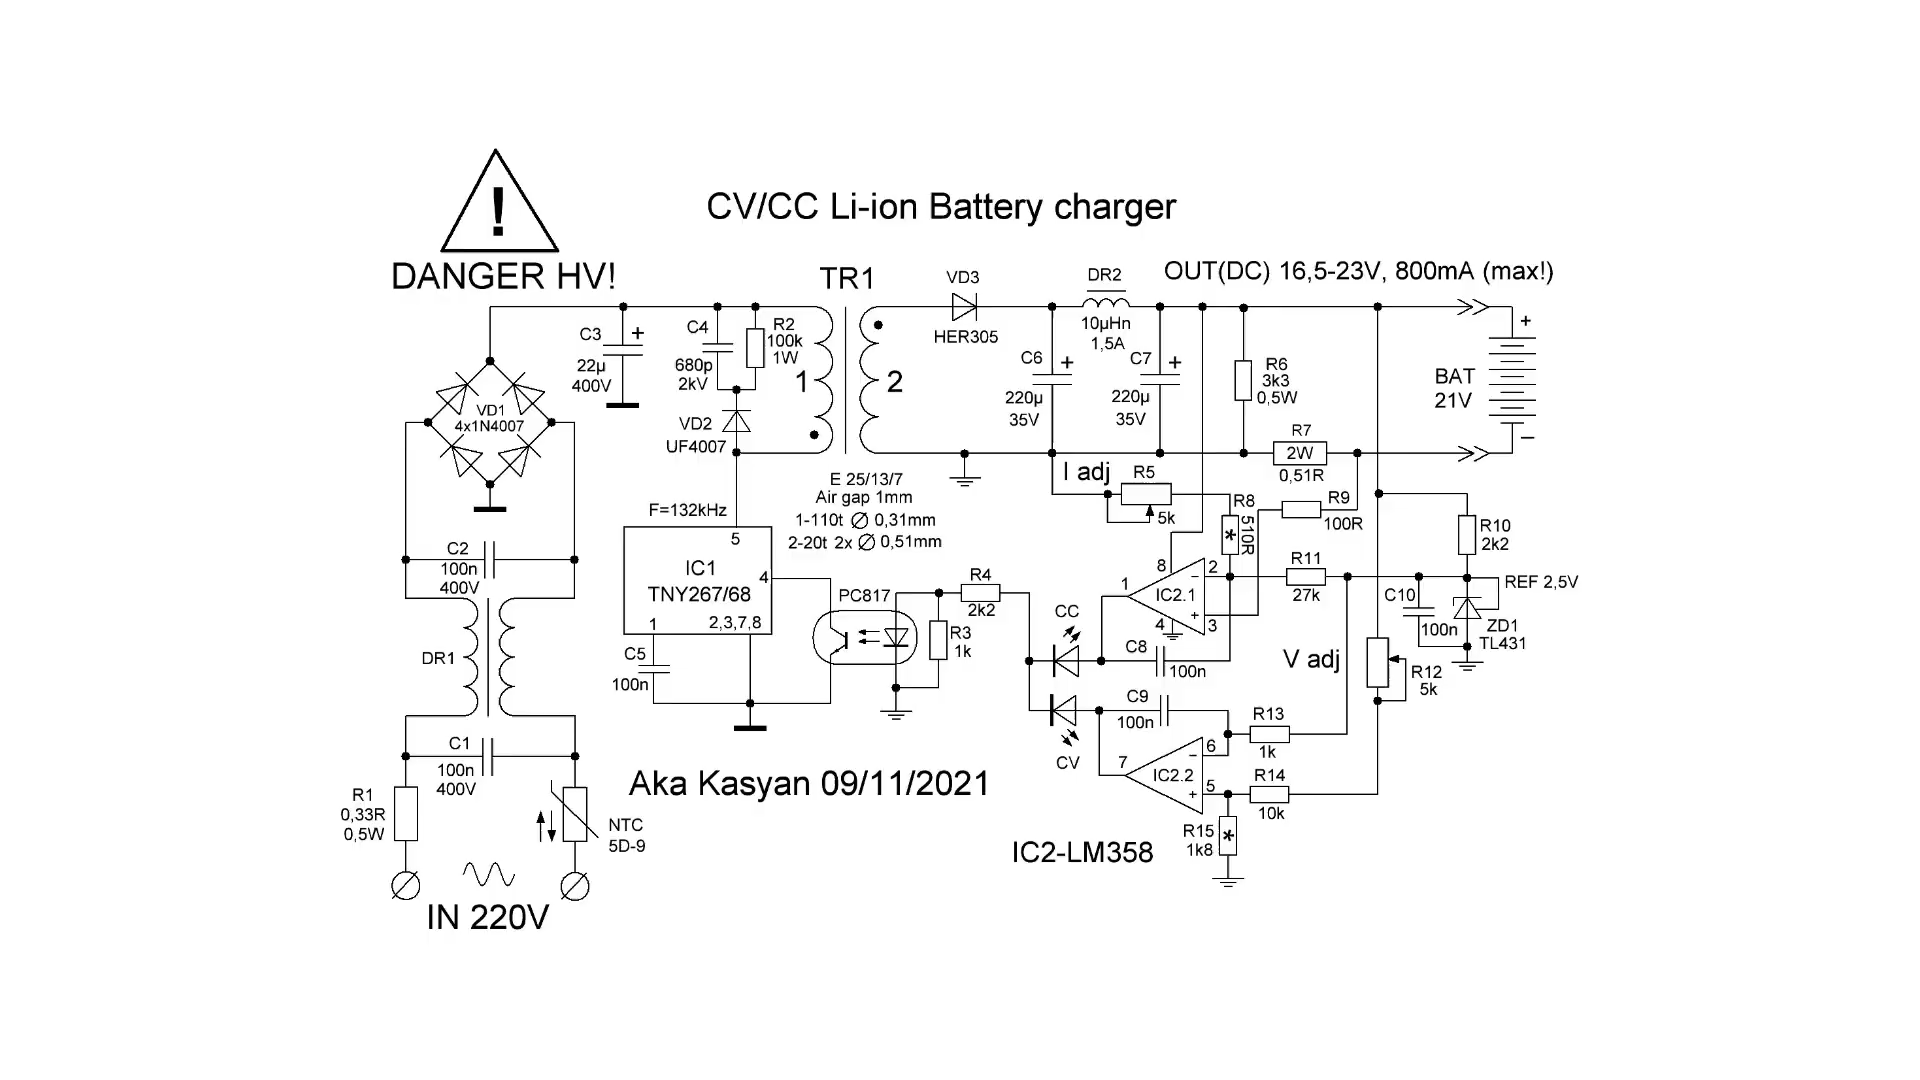 !
DANGER HV!
CV/CC Li-ion Battery charger
OUT(DC) 16,5-23V, 800mA (max!)
TR1
1
2
VD3
HER305
DR2
10µHn
1,5A
C3
+
22µ
400V
C4
680p
2kV
R2
100k
1W
VD2
UF4007
VD1
4x1N4007
C6
+
220µ
35V
C7
+
220µ
35V
R6
3k3
0,5W
R7
2W
0,51R
BAT
21V
+
−
E 25/13/7
Air gap 1mm
1-110t ∅ 0,31mm
2-20t 2x ∅ 0,51mm
F=132kHz
5
IC1
TNY267/68
4
1
2,3,7,8
C5
100n
PC817
R4
2k2
R3
1k
I adj
R5
5k
R8
510R
*
R9
100R
R10
2k2
R11
27k
REF 2,5V
ZD1
TL431
C10
100n
8
1
2
−
IC2.1
+
3
4
CC
C8
100n
CV
C9
100n
V adj
R12
5k
R13
1k
6
−
7
IC2.2
5
+
R14
10k
R15
1k8
*
IC2-LM358
C2
100n
400V
DR1
C1
100n
400V
R1
0,33R
0,5W
NTC
5D-9
IN 220V
Aka Kasyan 09/11/2021